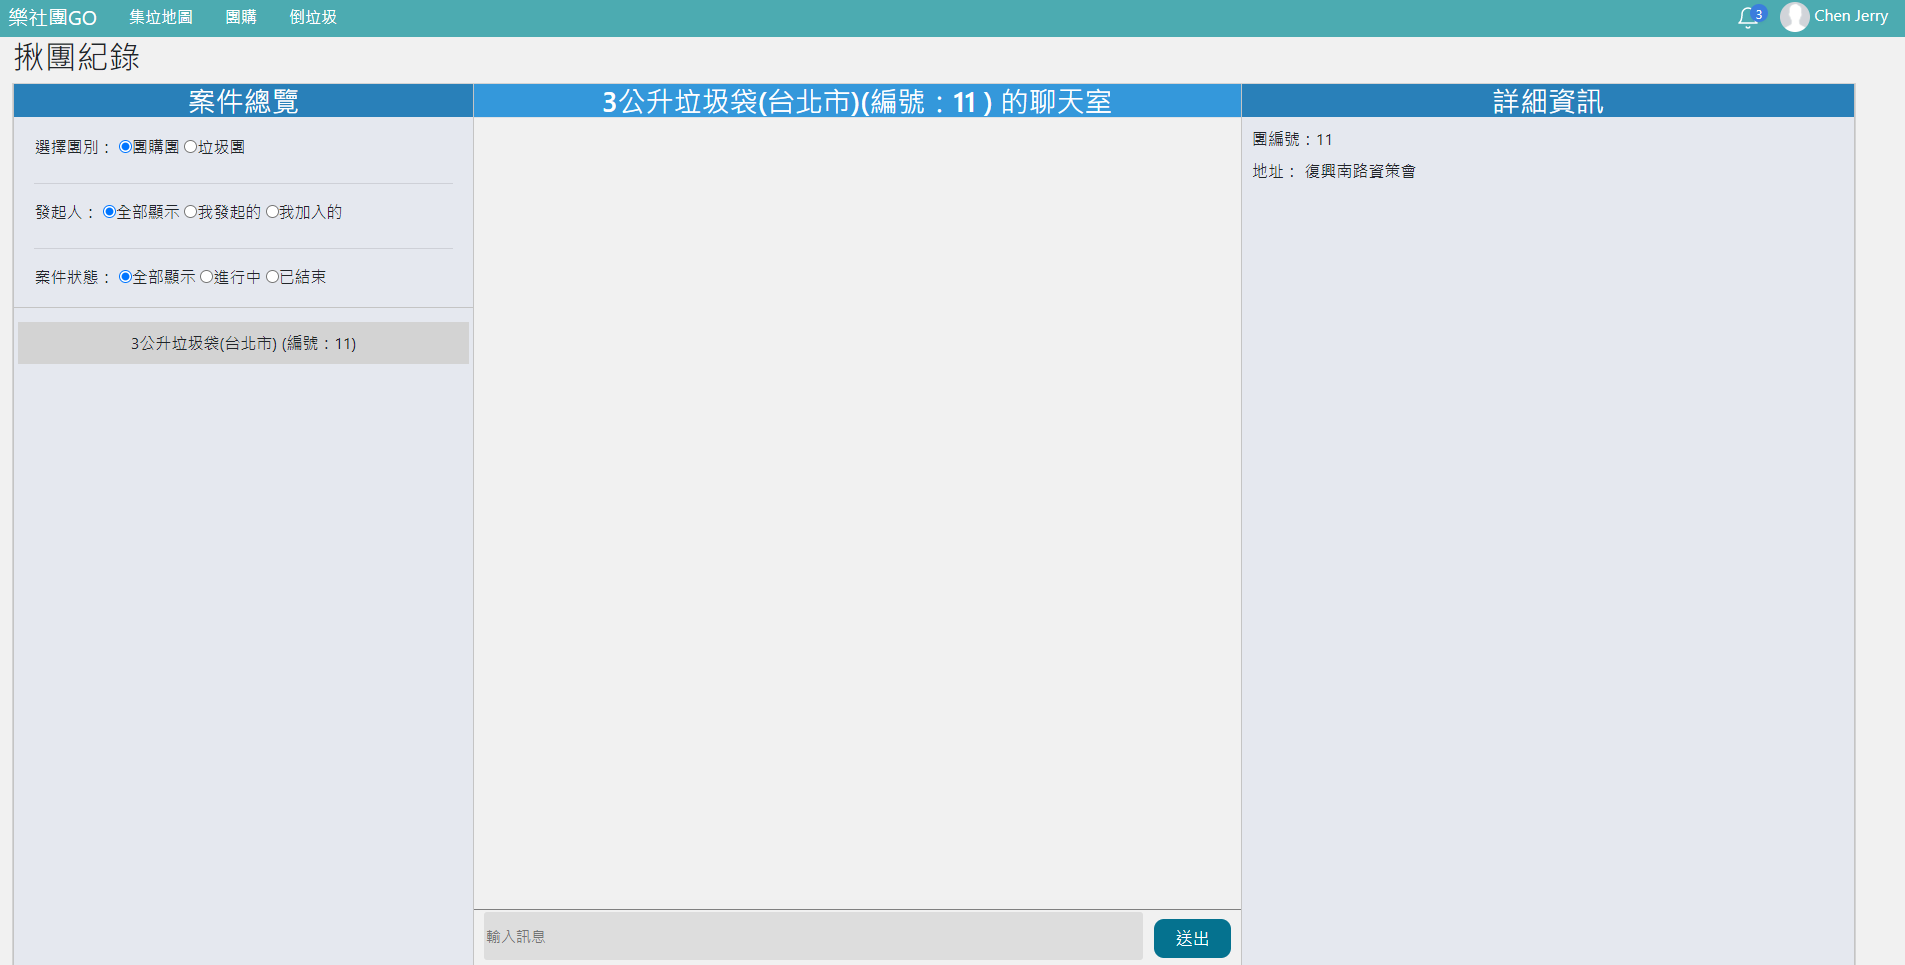 樂社團GO 集垃地圖 團購 倒垃圾 3 Chen Jerry
揪團紀錄
案件總覽
選擇團別： 團購團 垃圾團
發起人： 全部顯示 我發起的 我加入的
案件狀態： 全部顯示 進行中 已結束
3公升垃圾袋(台北市) (編號：11)
3公升垃圾袋(台北市)(編號：11 ) 的聊天室
輸入訊息 送出
詳細資訊
團編號：11
地址： 復興南路資策會